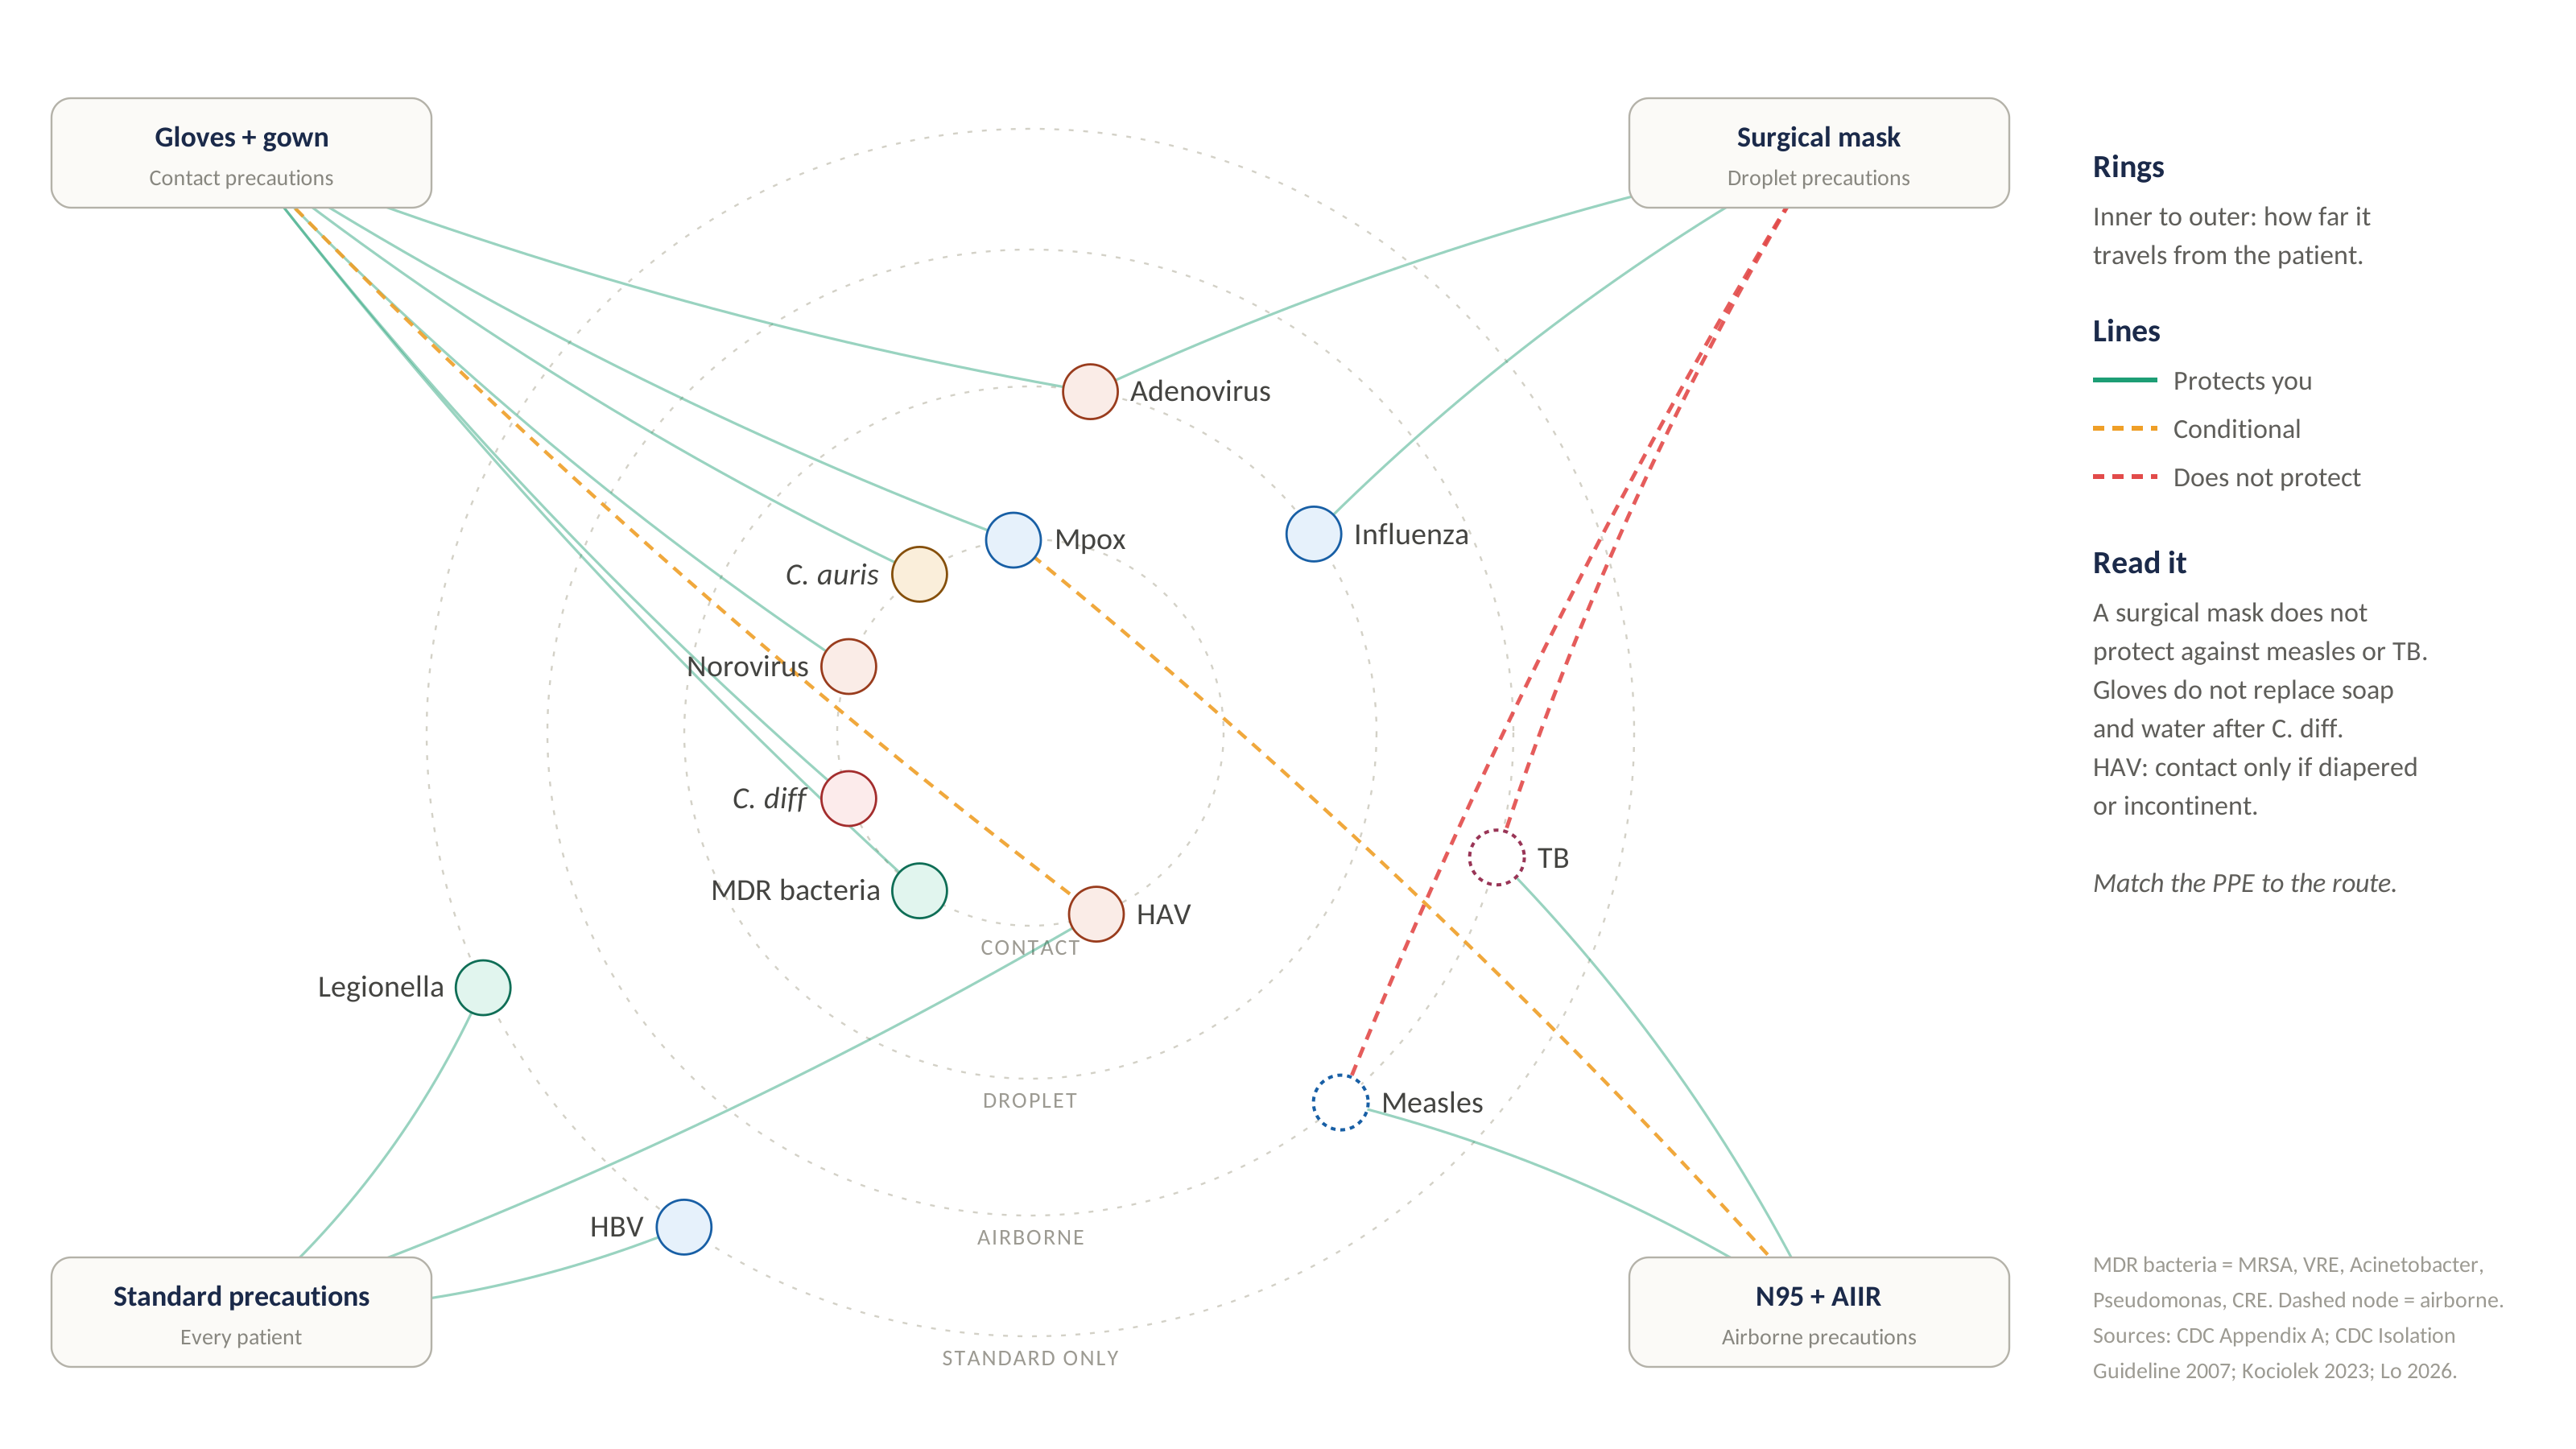 Gloves + gown
Contact precautions
Surgical mask
Droplet precautions
Rings
Inner to outer: how far it
travels from the patient.
Lines
Protects you
Conditional
Does not protect
Read it
A surgical mask does not
protect against measles or TB.
Gloves do not replace soap
and water after C. diff.
HAV: contact only if diapered
or incontinent.
Match the PPE to the route.
Adenovirus
Influenza
Mpox
C. auris
Norovirus
C. diff
MDR bacteria
HAV
TB
CONTACT
Legionella
DROPLET
Measles
HBV
AIRBORNE
STANDARD ONLY
Standard precautions
Every patient
N95 + AIIR
Airborne precautions
MDR bacteria = MRSA, VRE, Acinetobacter,
Pseudomonas, CRE. Dashed node = airborne.
Sources: CDC Appendix A; CDC Isolation
Guideline 2007; Kociolek 2023; Lo 2026.